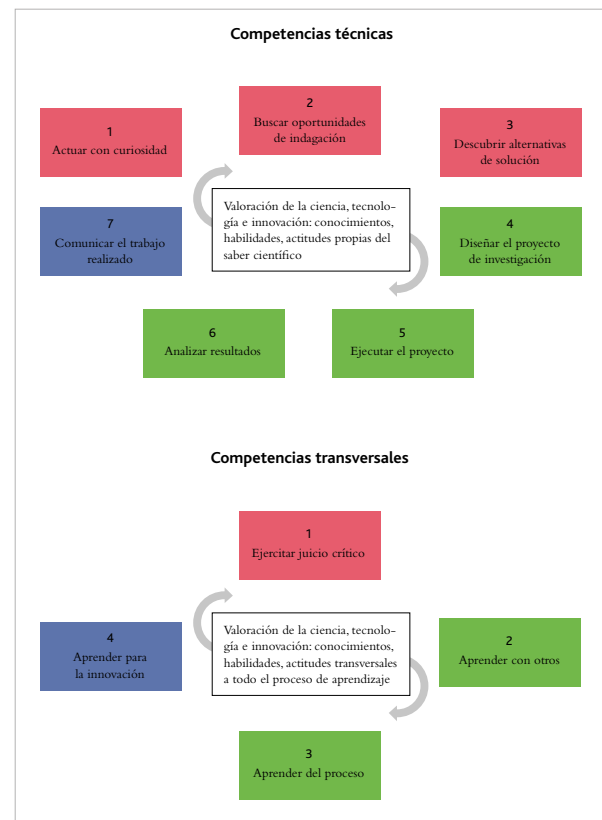 Competencias técnicas
1
Actuar con curiosidad
2
Buscar oportunidades
de indagación
3
Descubrir alternativas
de solución
Valoración de la ciencia, tecnolo-
gía e innovación: conocimientos,
habilidades, actitudes propias del
saber científico
4
Diseñar el proyecto
de investigación
5
Ejecutar el proyecto
6
Analizar resultados
7
Comunicar el trabajo
realizado
Competencias transversales
1
Ejercitar juicio crítico
Valoración de la ciencia, tecnolo-
gía e innovación: conocimientos,
habilidades, actitudes transversales
a todo el proceso de aprendizaje
2
Aprender con otros
3
Aprender del proceso
4
Aprender para
la innovación